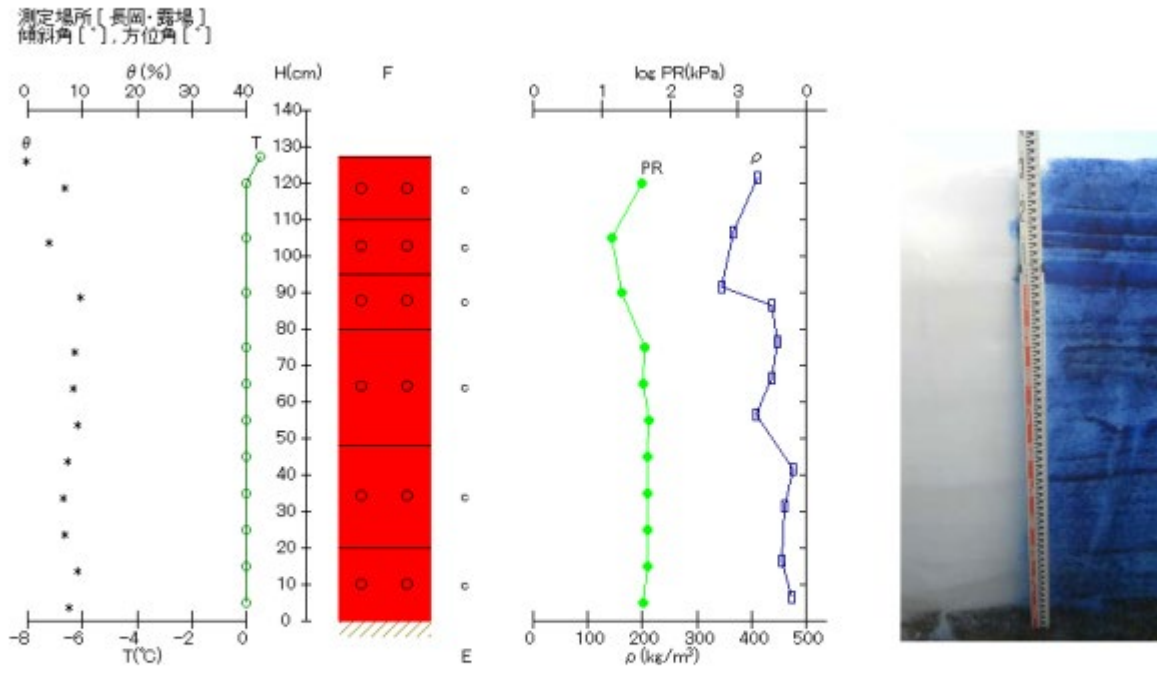 測定場所[ 長岡・露場 ]
傾斜角 [ ° ] , 方位角 [ ° ]
θ (%) H(cm) F log PR(kPa)
0 10 20 30 40 0 1 2 3 0
140
θ T 130 ρ
PR
120 c
110
100 c
90 c
80
70
60 c
50
40
30 c
20
10 c
0
-8 -6 -4 -2 0 0 100 200 300 400 500
T(℃) E ρ (kg/m³)